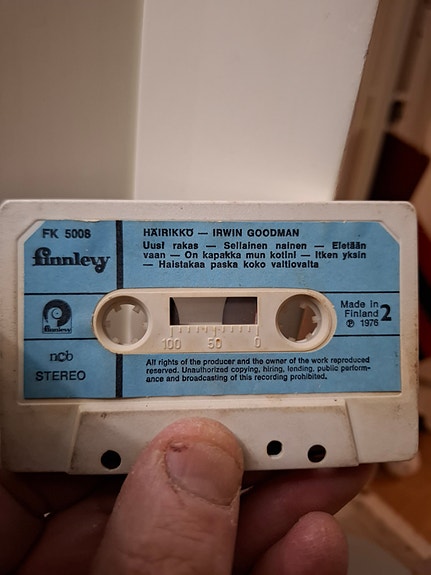 FK 5008
finnlevy
finnlevy
ncb
STEREO
HÄIRIKKÖ — IRWIN GOODMAN
Uusi rakas — Sellainen nainen — Eletään
vaan — On kapakka mun kotini — Itken yksin
— Haistakaa paska koko valtiovalta
100 50 0
Made in
Finland
℗ 1976
2
All rights of the producer and the owner of the work reproduced
reserved. Unauthorized copying, hiring, lending, public perform-
ance and broadcasting of this recording prohibited.